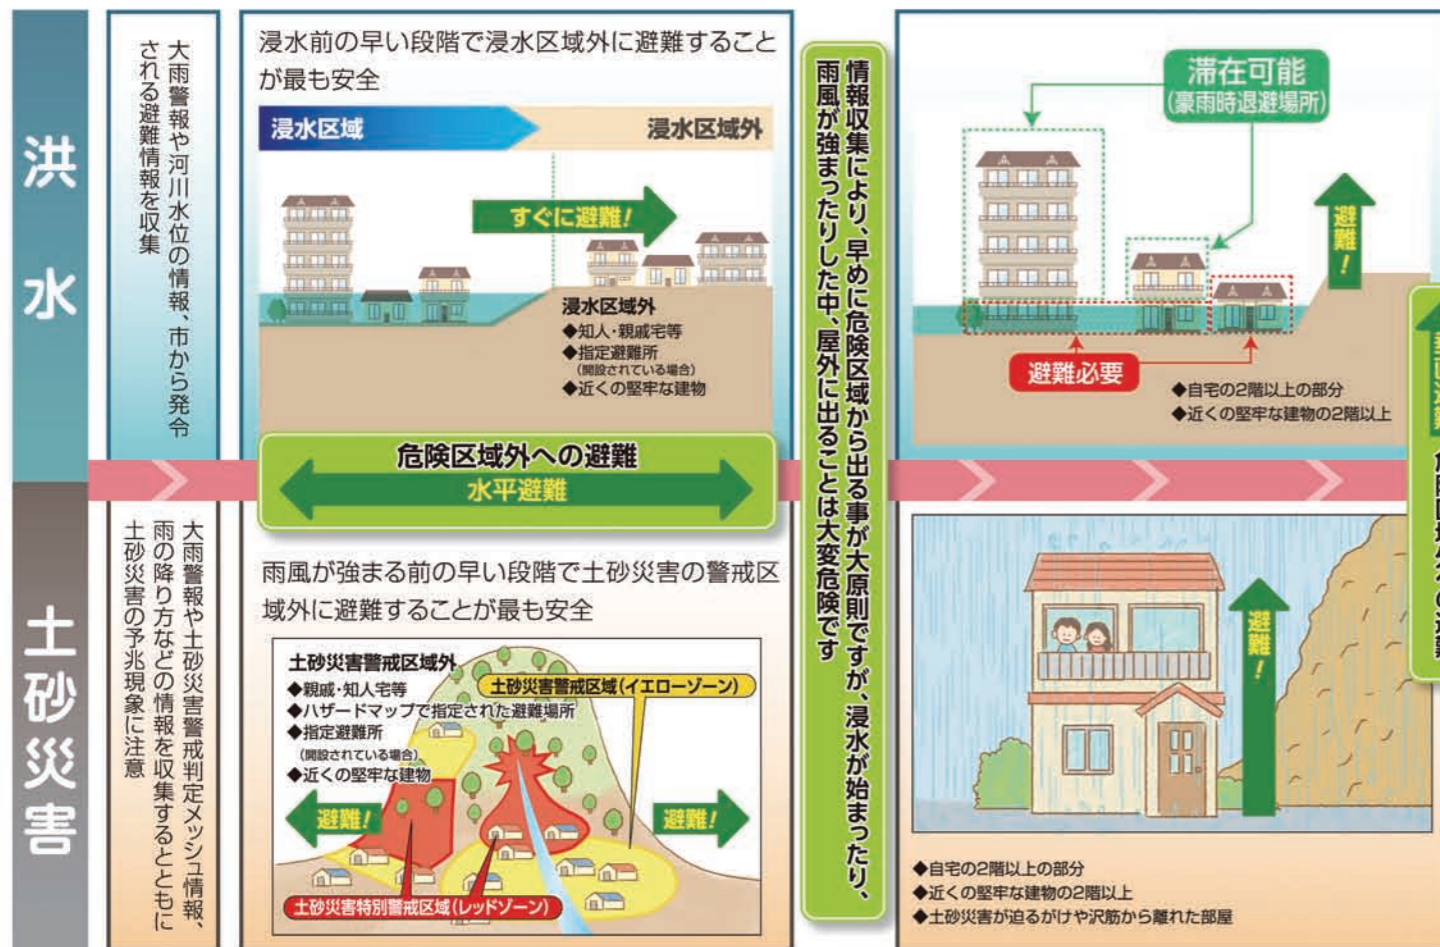 洪水
大雨警報や河川水位の情報、市から発令
される避難情報を収集
浸水前の早い段階で浸水区域外に避難すること
が最も安全
浸水区域
浸水区域外
すぐに避難!
浸水区域外
◆知人・親戚宅等
◆指定避難所
(開設されている場合)
◆近くの堅牢な建物
危険区域外への避難
水平避難
情報収集により、早めに危険区域から出る事が大原則ですが、浸水が始まったり、
雨風が強まったりした中、屋外に出ることは大変危険です
滞在可能
(豪雨時退避場所)
避難!
避難必要
◆自宅の2階以上の部分
◆近くの堅牢な建物の2階以上
土砂災害
大雨警報や土砂災害警戒判定メッシュ情報、
雨の降り方などの情報を収集するとともに
土砂災害の予兆現象に注意
雨風が強まる前の早い段階で土砂災害の警戒区
域外に避難することが最も安全
土砂災害警戒区域外
◆親戚・知人宅等
◆ハザードマップで指定された避難場所
◆指定避難所
(開設されている場合)
◆近くの堅牢な建物
土砂災害警戒区域(イエローゾーン)
避難!
避難!
土砂災害特別警戒区域(レッドゾーン)
避難!
◆自宅の2階以上の部分
◆近くの堅牢な建物の2階以上
◆土砂災害が迫るがけや沢筋から離れた部屋